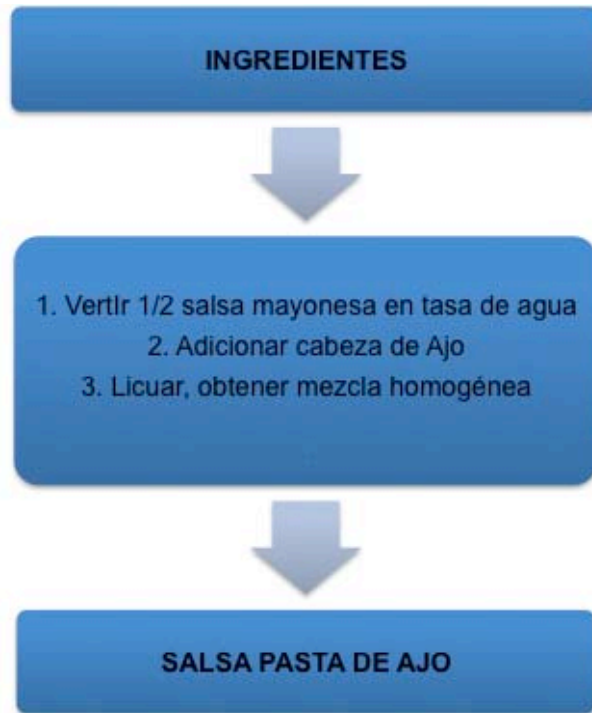 INGREDIENTES
1. VertIr 1/2 salsa mayonesa en tasa de agua
2. Adicionar cabeza de Ajo
3. Licuar, obtener mezcla homogénea
SALSA PASTA DE AJO